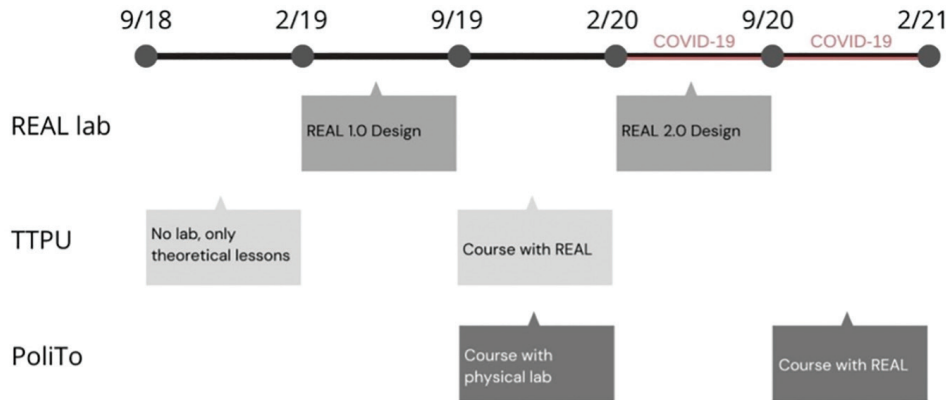 9/18 2/19 9/19 2/20 9/20 2/21
COVID-19 COVID-19
REAL lab
REAL 1.0 Design
REAL 2.0 Design
TTPU
No lab, only
theoretical lessons
Course with REAL
PoliTo
Course with
physical lab
Course with REAL